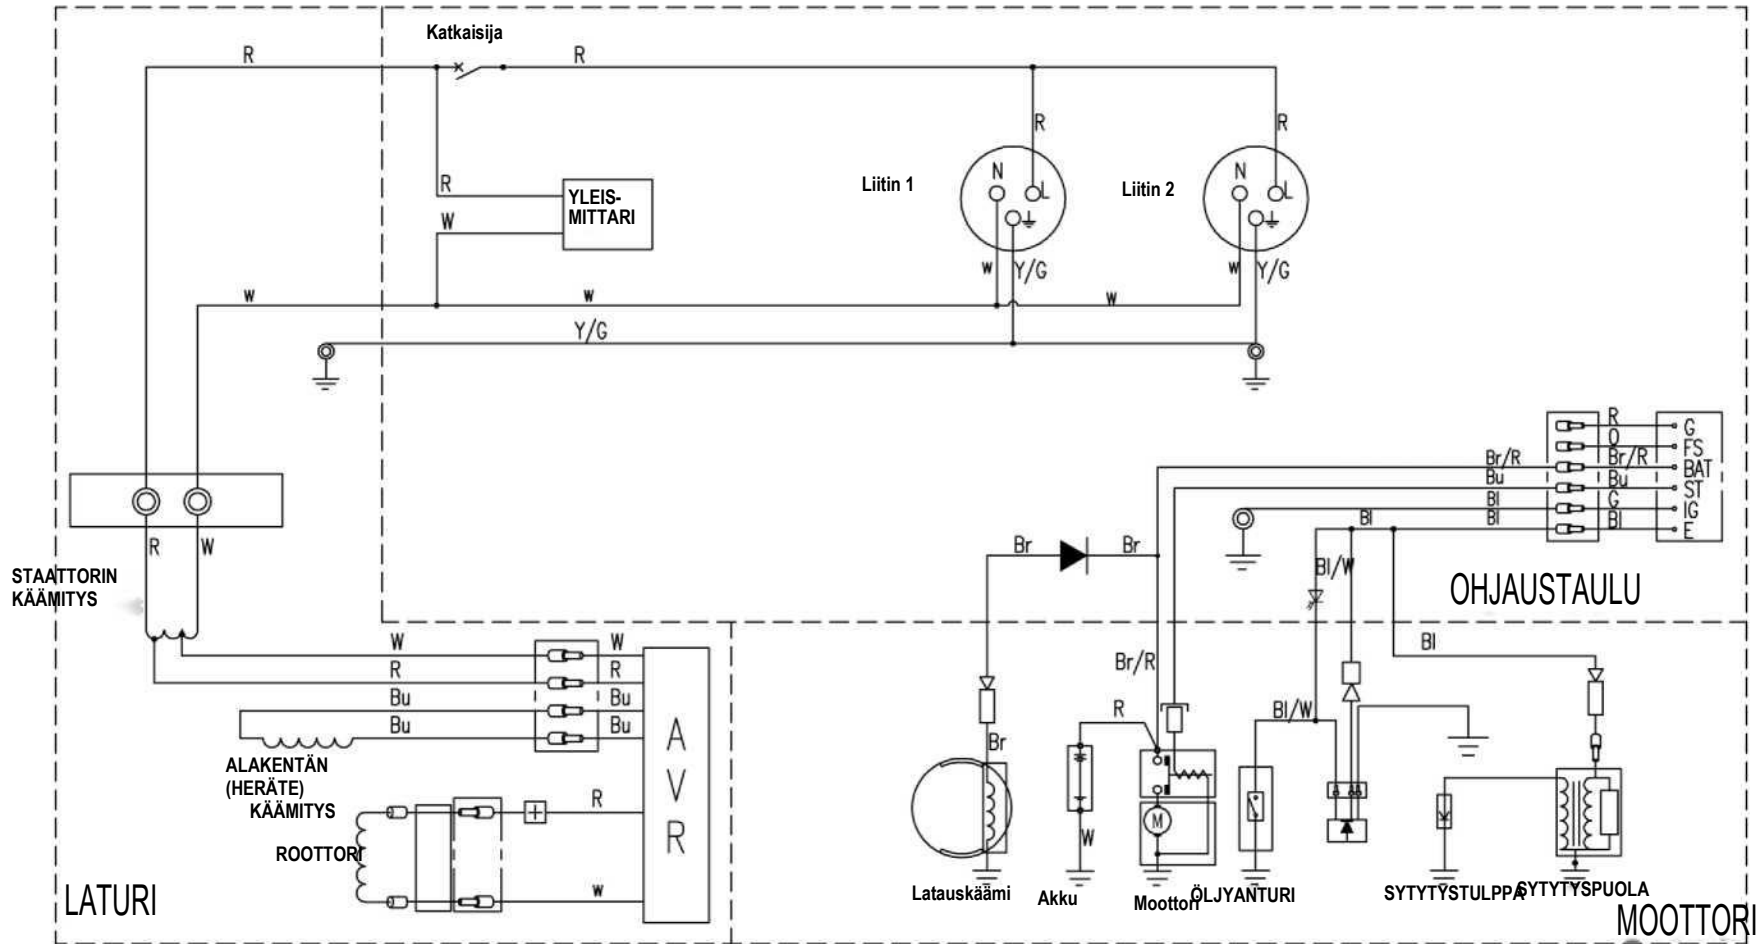 Katkaisija
R
R
R
R
R
YLEIS-
MITTARI
W
Liitin 1
N
L
Liitin 2
N
L
W
Y/G
W
Y/G
W
W
W
Y/G
R
W
STAATTORIN
KÄÄMITYS
R
G
O
FS
Br/R
Br/R
BAT
Bu
Bu
ST
Bl
G
IG
Bl
Bl
Bl
E
Br
Br
Bl/W
OHJAUSTAULU
W
W
R
R
Bu
Bu
Bu
Bu
ALAKENTÄN
(HERÄTE)
KÄÄMITYS
R
ROOTTORI
W
A
V
R
LATURI
Br/R
Bl
R
Bl/W
Br
M
W
Latauskäämi
Akku
Moottori
ÖLJYANTURI
SYTYTYSTULPPA
SYTYTYSPUOLA
MOOTTORI